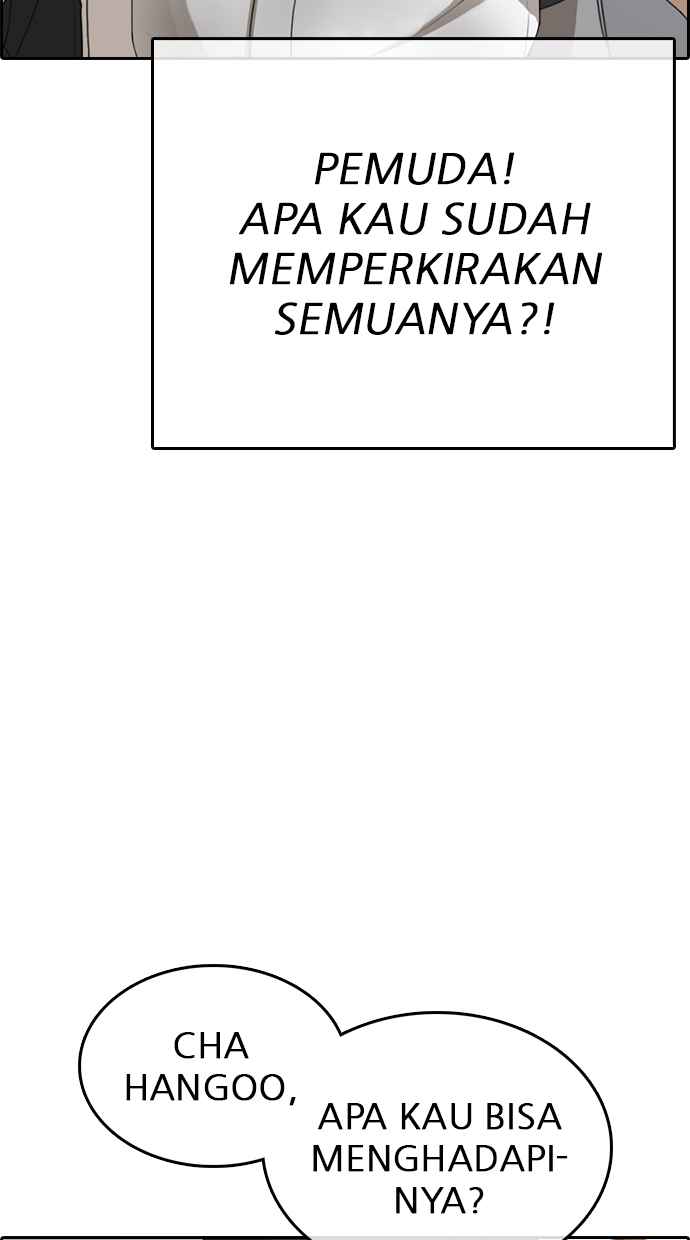 PEMUDA!
APA KAU SUDAH
MEMPERKIRAKAN
SEMUANYA?!
CHA
HANGOO,
APA KAU BISA
MENGHADAPI-
NYA?